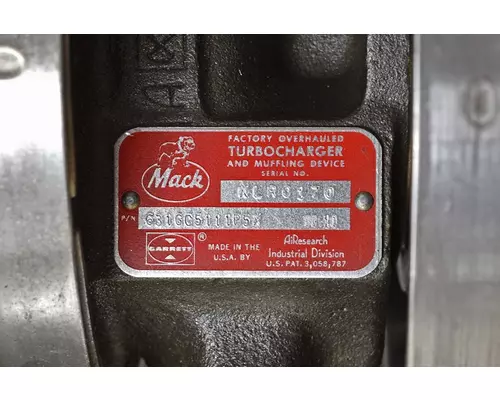 FACTORY OVERHAULED
TURBOCHARGER
AND MUFFLING DEVICE
SERIAL NO.
Mack
P/N
GARRETT ®
MADE IN THE
U.S.A. BY
AiResearch
Industrial Division
U.S. PAT. 3,058,787